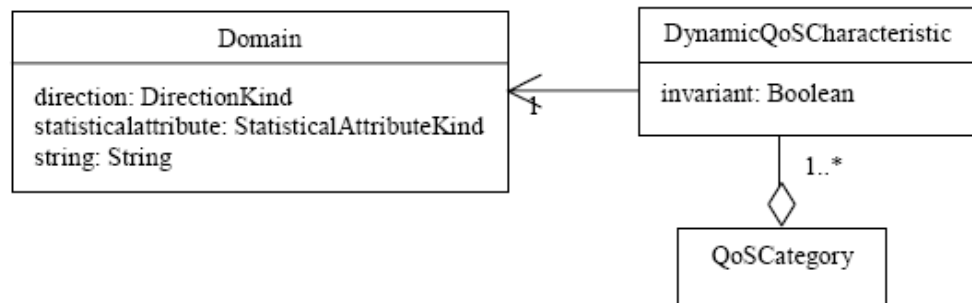 Domain
direction: DirectionKind
statisticalattribute: StatisticalAttributeKind
string: String
1
DynamicQoSCharacteristic
invariant: Boolean
1..*
QoSCategory